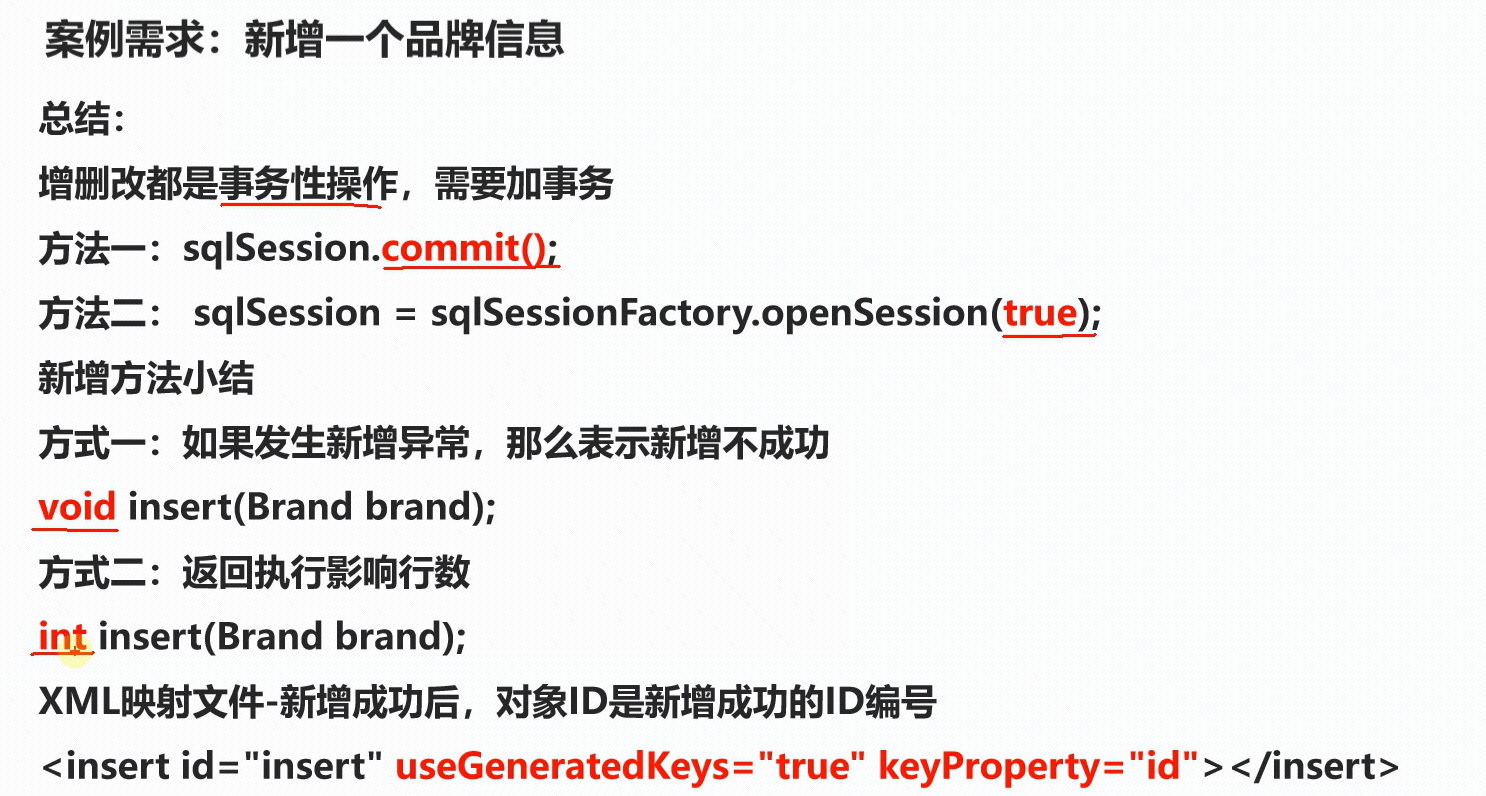 案例需求：新增一个品牌信息
总结：
增删改都是事务性操作，需要加事务
方法一：sqlSession.commit();
方法二： sqlSession = sqlSessionFactory.openSession(true);
新增方法小结
方式一：如果发生新增异常，那么表示新增不成功
void insert(Brand brand);
方式二：返回执行影响行数
int insert(Brand brand);
XML映射文件-新增成功后，对象ID是新增成功的ID编号
<insert id="insert" useGeneratedKeys="true" keyProperty="id"></insert>